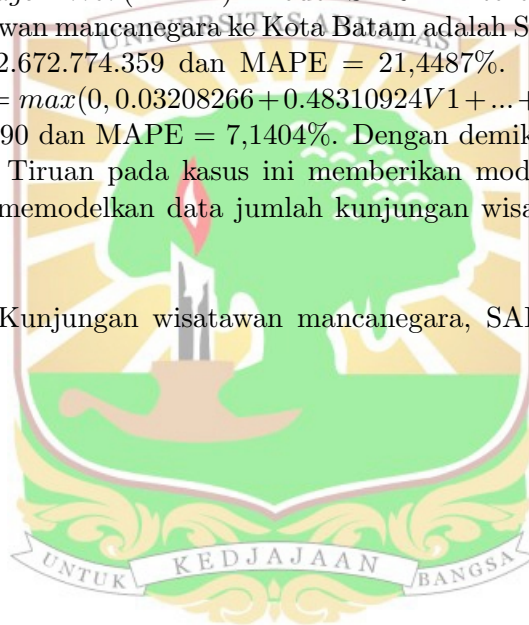 wan mancanegara ke Kota Batam adalah S
UNIVERSITAS ANDALAS
2.672.774.359 dan MAPE = 21,4487%.
= max(0, 0.03208266+0.48310924V1+...+
90 dan MAPE = 7,1404%. Dengan demik
Tiruan pada kasus ini memberikan mod
memodelkan data jumlah kunjungan wisa
Kunjungan wisatawan mancanegara, SA
UNTUK KEDJAJAAN BANGSA